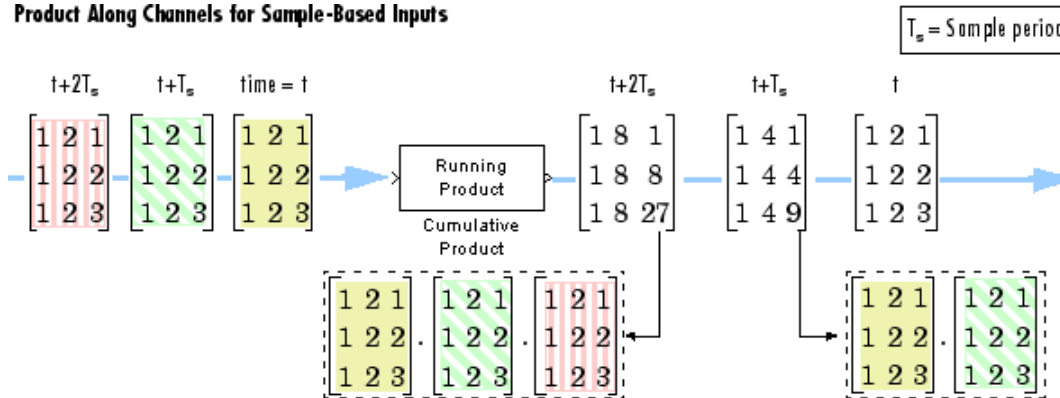 Product Along Channels for Sample-Based Inputs
Tₛ = Sample period
t+2Tₛ t+Tₛ time = t t+2Tₛ t+Tₛ t
1 2 1 1 2 1 1 2 1 1 8 1 1 4 1 1 2 1
1 2 2 1 2 2 1 2 2 Running 1 8 8 1 4 4 1 2 2
Product
1 2 3 1 2 3 1 2 3 1 8 27 1 4 9 1 2 3
Cumulative
Product
1 2 1 1 2 1 1 2 1 1 2 1 1 2 1
1 2 2 . 1 2 2 . 1 2 2 1 2 2 . 1 2 2
1 2 3 1 2 3 1 2 3 1 2 3 1 2 3